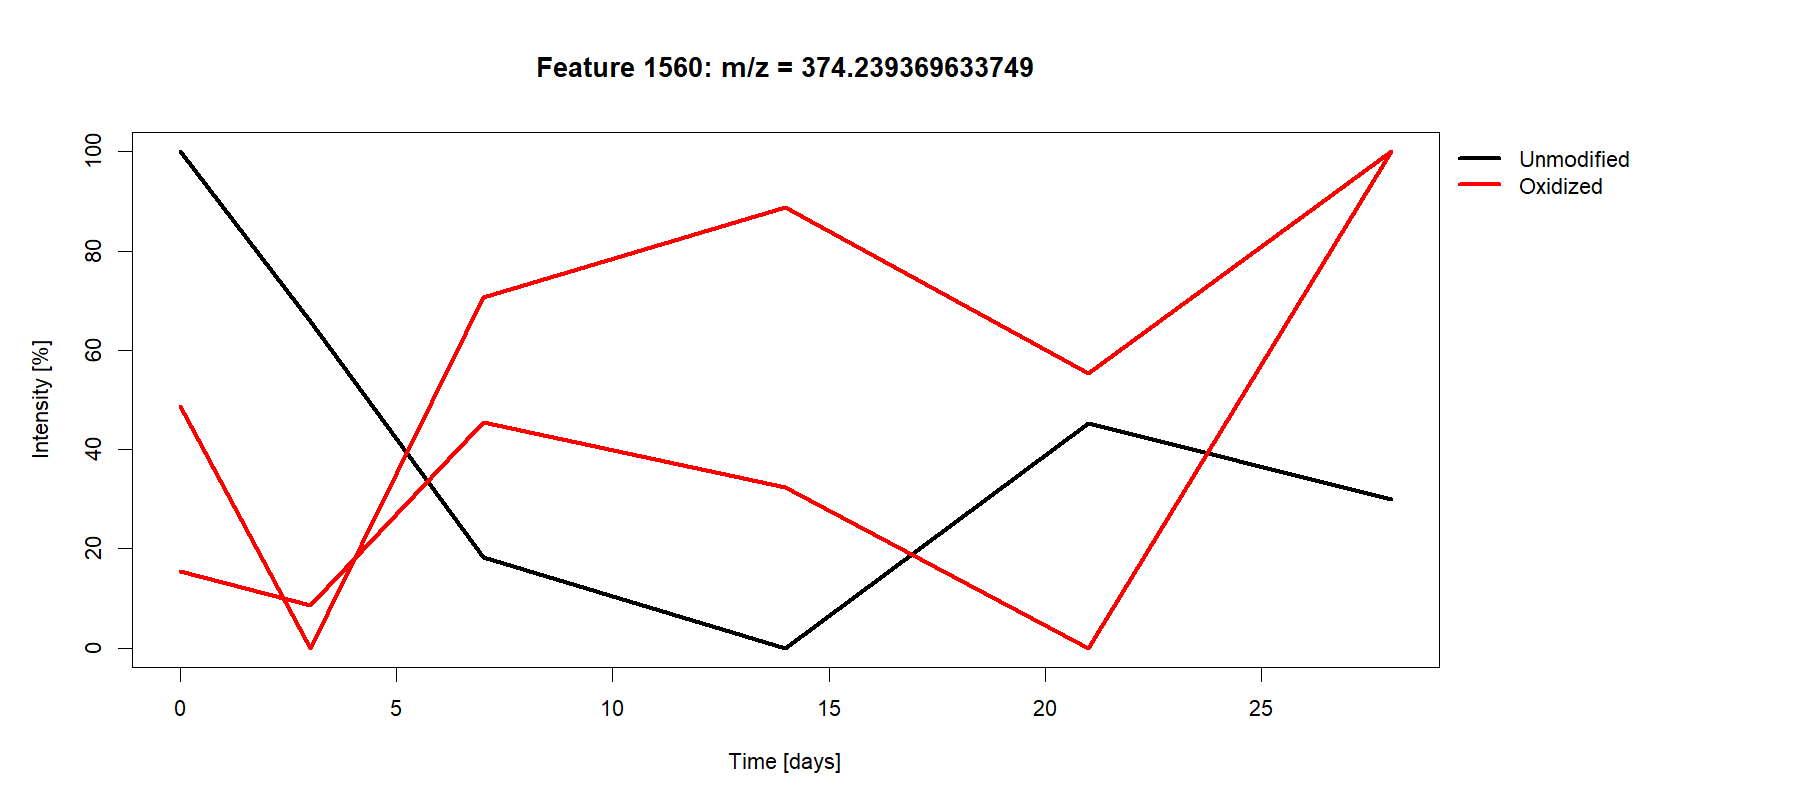 Feature 1560: m/z = 374.239369633749
Unmodified
Oxidized
Intensity [%]
100
80
60
40
20
0
0 5 10 15 20 25
Time [days]